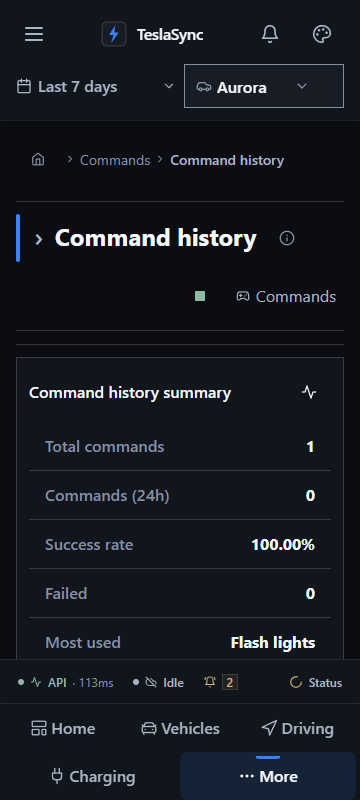 TeslaSync
Last 7 days
Aurora
Commands
Command history
Command history
Commands
Command history summary
Total commands 1
Commands (24h) 0
Success rate 100.00%
Failed 0
Most used Flash lights
API · 113ms Idle 2 Status
Home Vehicles Driving
Charging More